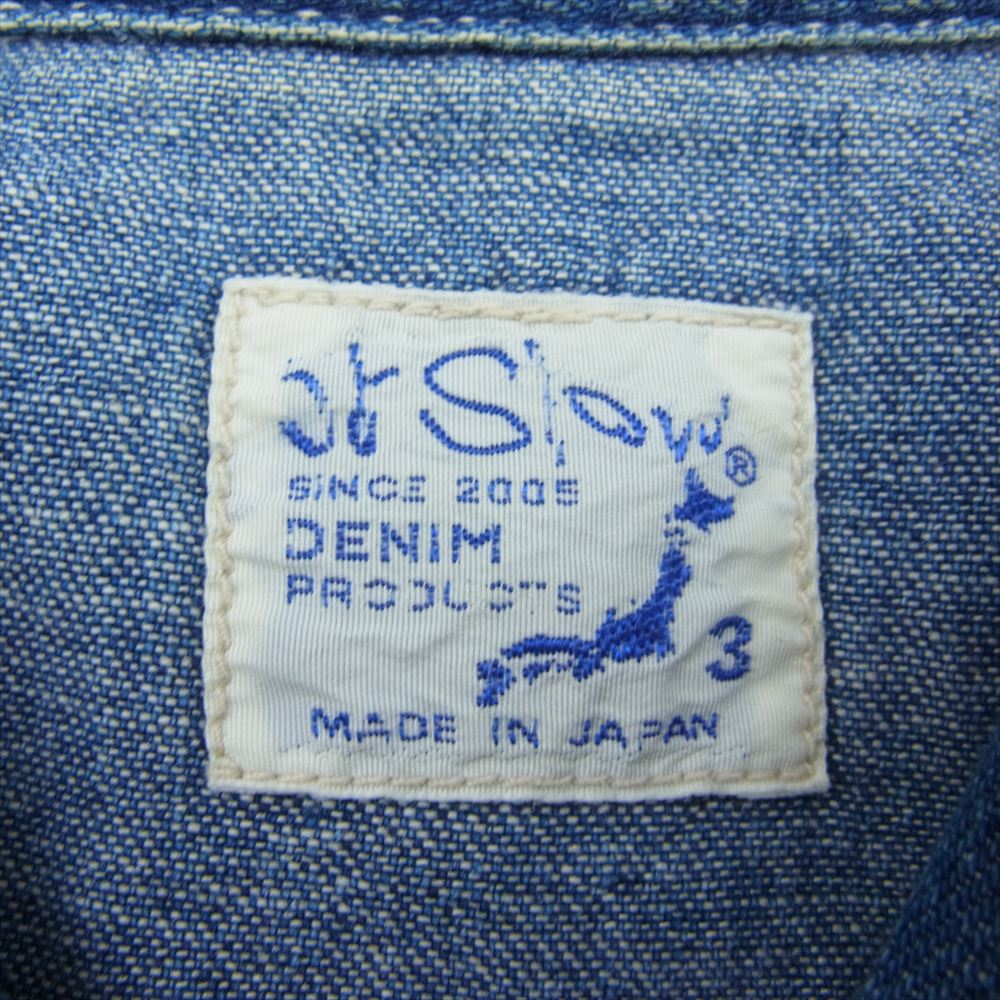 orSlow®
SiNCE 2005
DENIM
PRODUCTS
3
MADE IN JAPAN